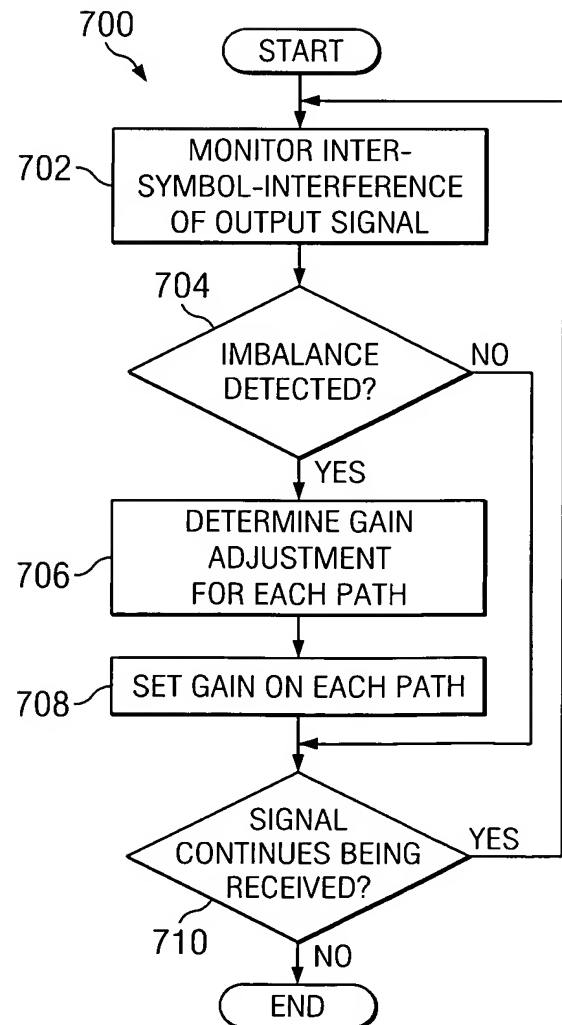 700
START
702
MONITOR INTER-
SYMBOL-INTERFERENCE
OF OUTPUT SIGNAL
704
IMBALANCE
DETECTED?
NO
YES
706
DETERMINE GAIN
ADJUSTMENT
FOR EACH PATH
708
SET GAIN ON EACH PATH
SIGNAL
CONTINUES BEING
RECEIVED?
YES
710
NO
END